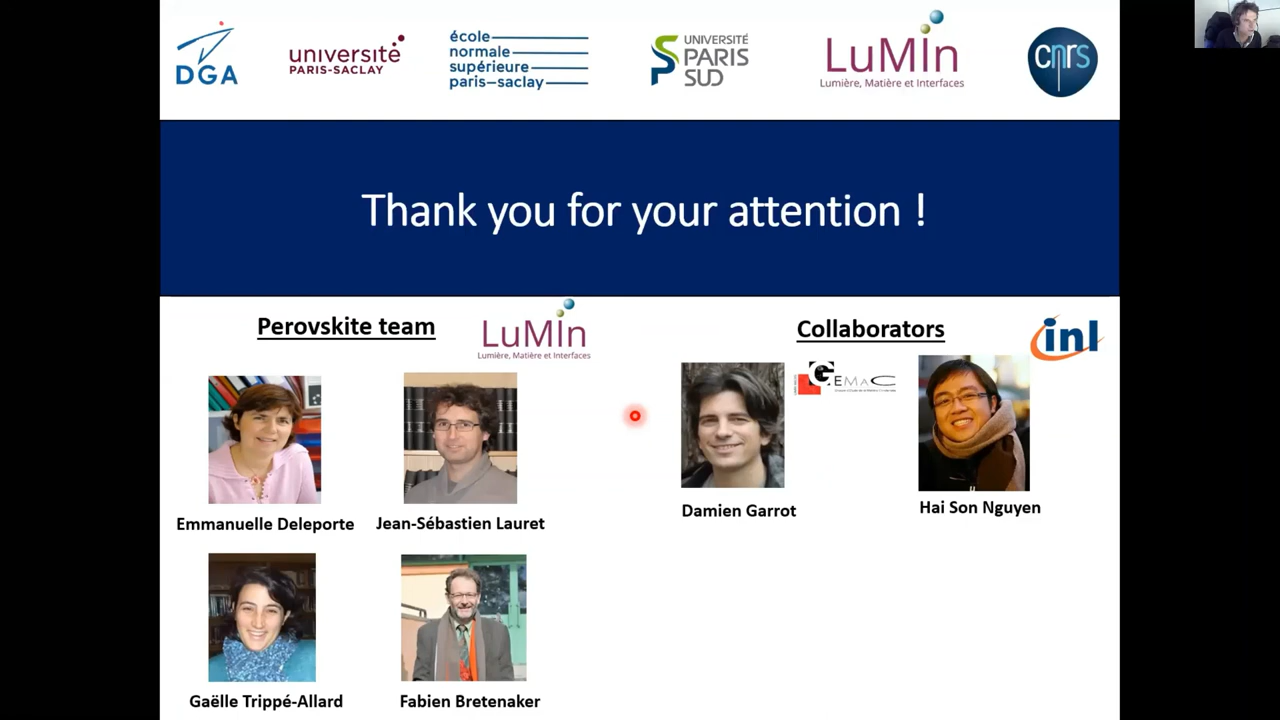 DGA
université
PARIS-SACLAY
école
normale
supérieure
paris–saclay
UNIVERSITÉ
PARIS
SUD
LuMIn
Lumière, Matière et Interfaces
cnrs
Thank you for your attention !
Perovskite team
LuMIn
Lumière, Matière et Interfaces
Collaborators
inl
GEMAC
Emmanuelle Deleporte
Jean-Sébastien Lauret
Damien Garrot
Hai Son Nguyen
Gaëlle Trippé-Allard
Fabien Bretenaker